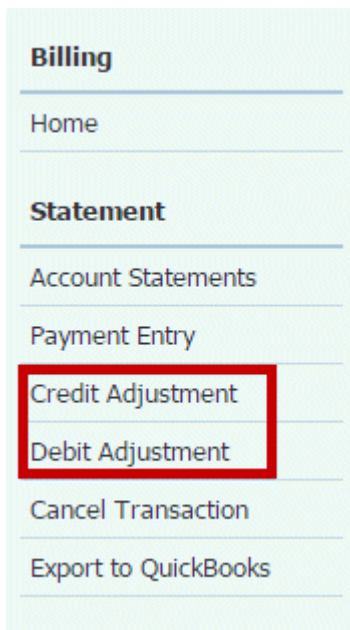 Billing
Home
Statement
Account Statements
Payment Entry
Credit Adjustment
Debit Adjustment
Cancel Transaction
Export to QuickBooks